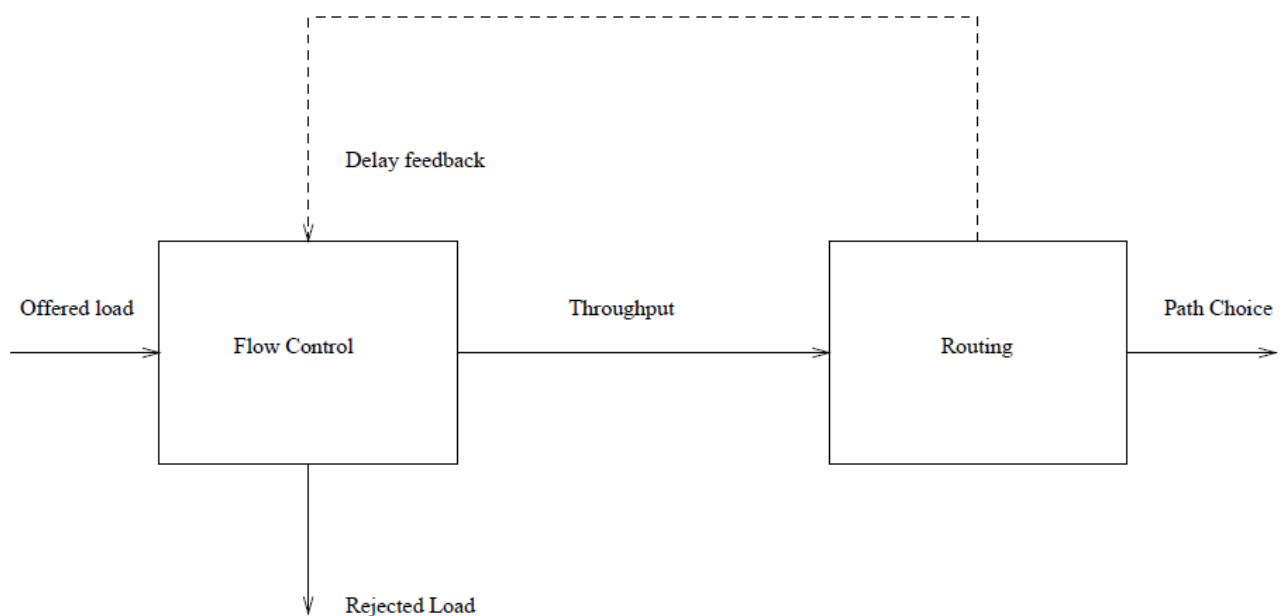 Delay feedback
Offered load
Throughput
Path Choice
Flow Control
Routing
Rejected Load